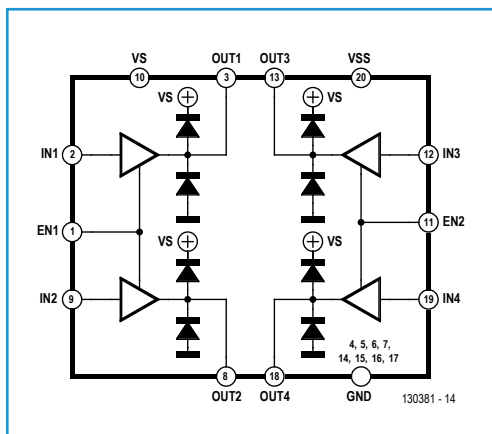 VS OUT1 OUT3 VSS
10 3 13 20
VS VS
IN1 2 12 IN3
EN1 1 11 EN2
VS VS
IN2 9 19 IN4
4, 5, 6, 7,
14, 15, 16, 17
8 18
OUT2 OUT4 GND
130381 - 14